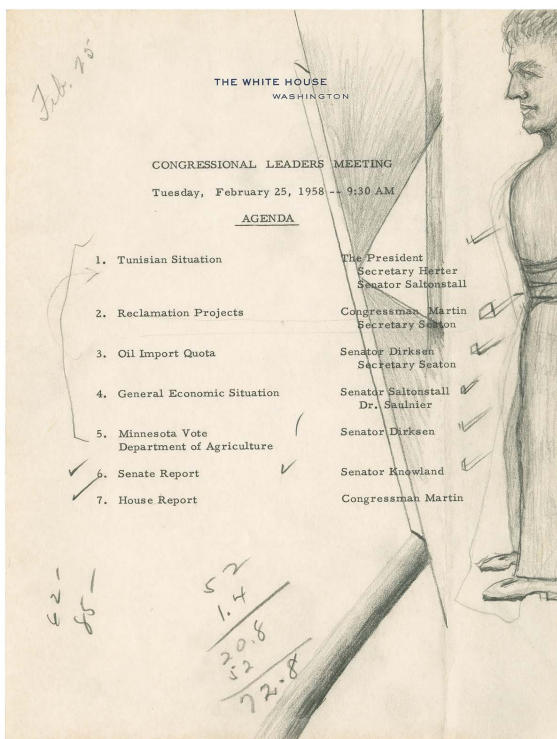 Feb. 25
THE WHITE HOUSE
WASHINGTON
CONGRESSIONAL LEADERS MEETING
Tuesday, February 25, 1958 -- 9:30 AM
AGENDA
1. Tunisian Situation The President
Secretary Herter
Senator Saltonstall
2. Reclamation Projects Congressman Martin
Secretary Seaton
3. Oil Import Quota Senator Dirksen
Secretary Seaton
4. General Economic Situation Senator Saltonstall
Dr. Saulnier
5. Minnesota Vote Senator Dirksen
Department of Agriculture
6. Senate Report Senator Knowland
7. House Report Congressman Martin
52
1.4
20.8
52
72.8
42-
85-